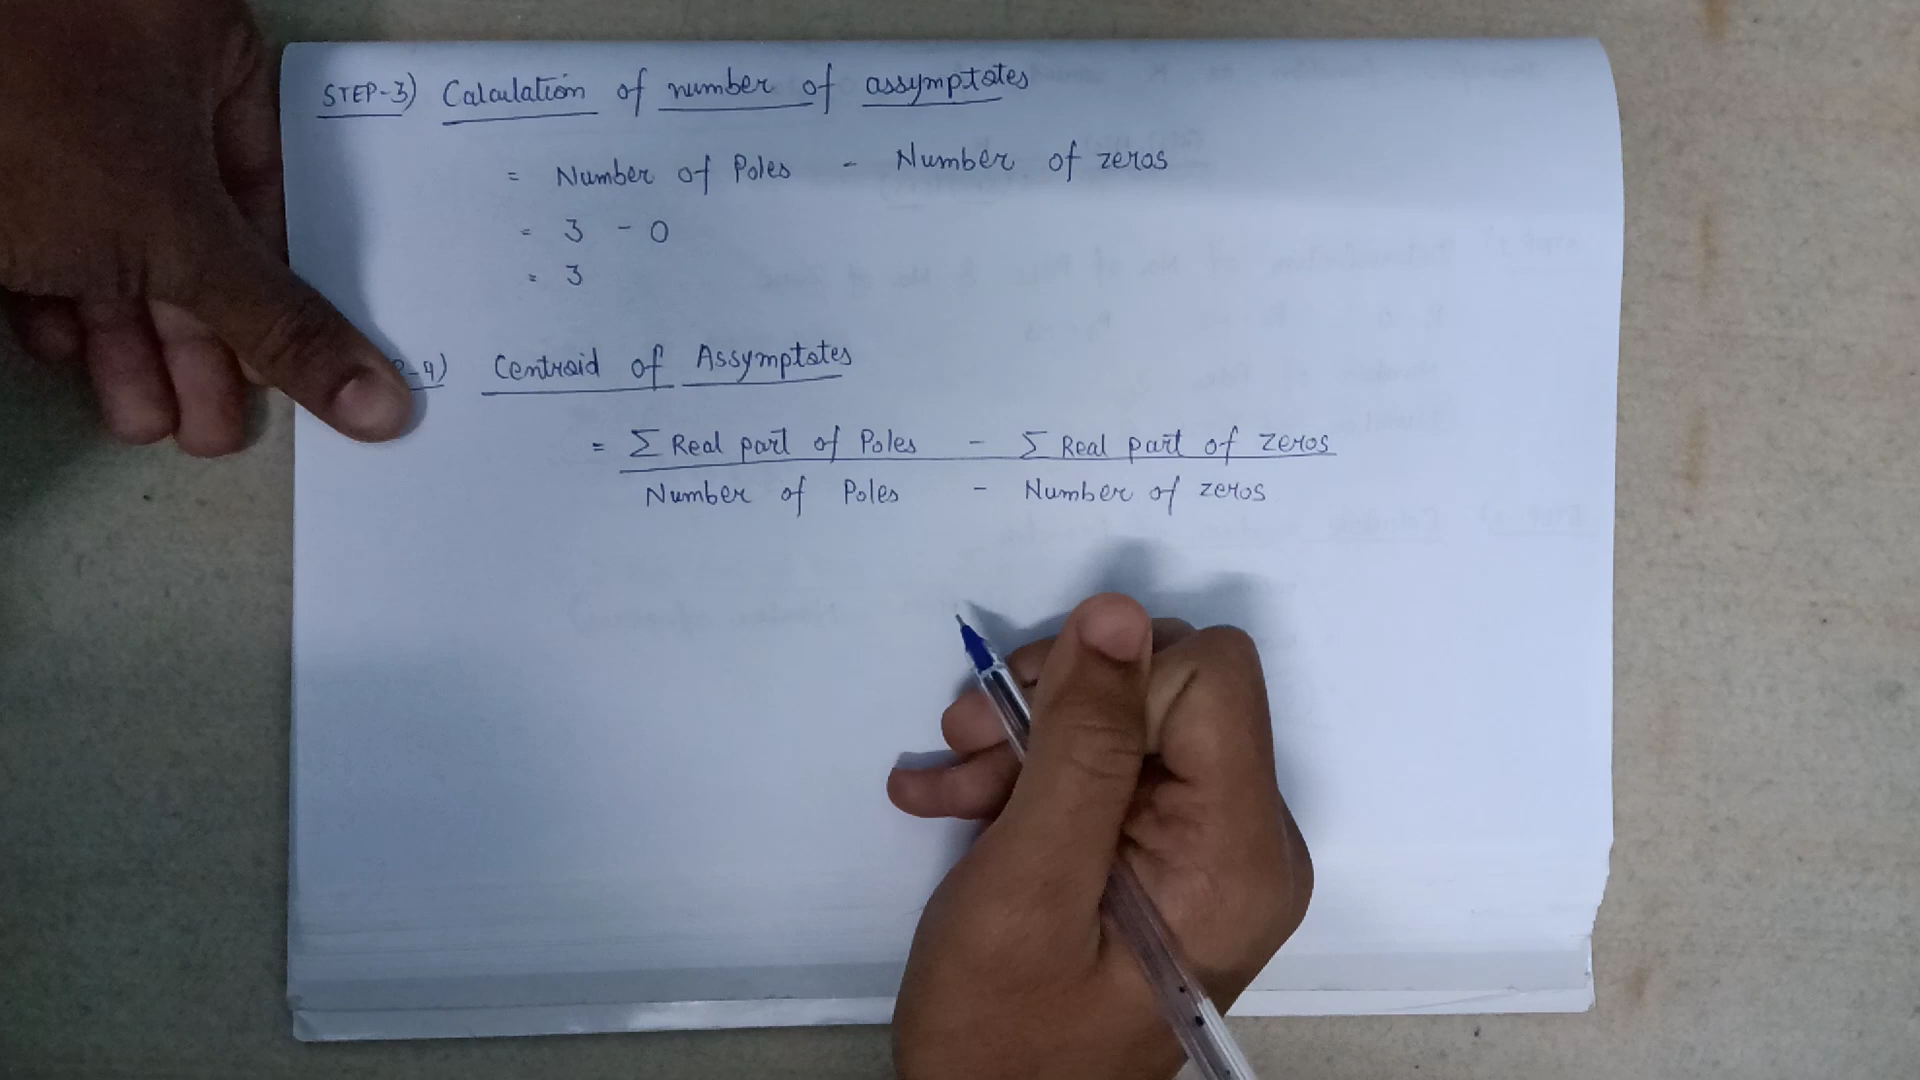 STEP-3) Calculation of number of assymptotes
= Number of Poles - Number of zeros
= 3 - 0
= 3
-4) Centroid of Assymptotes
= Σ Real part of Poles - Σ Real part of zeros
Number of Poles - Number of zeros